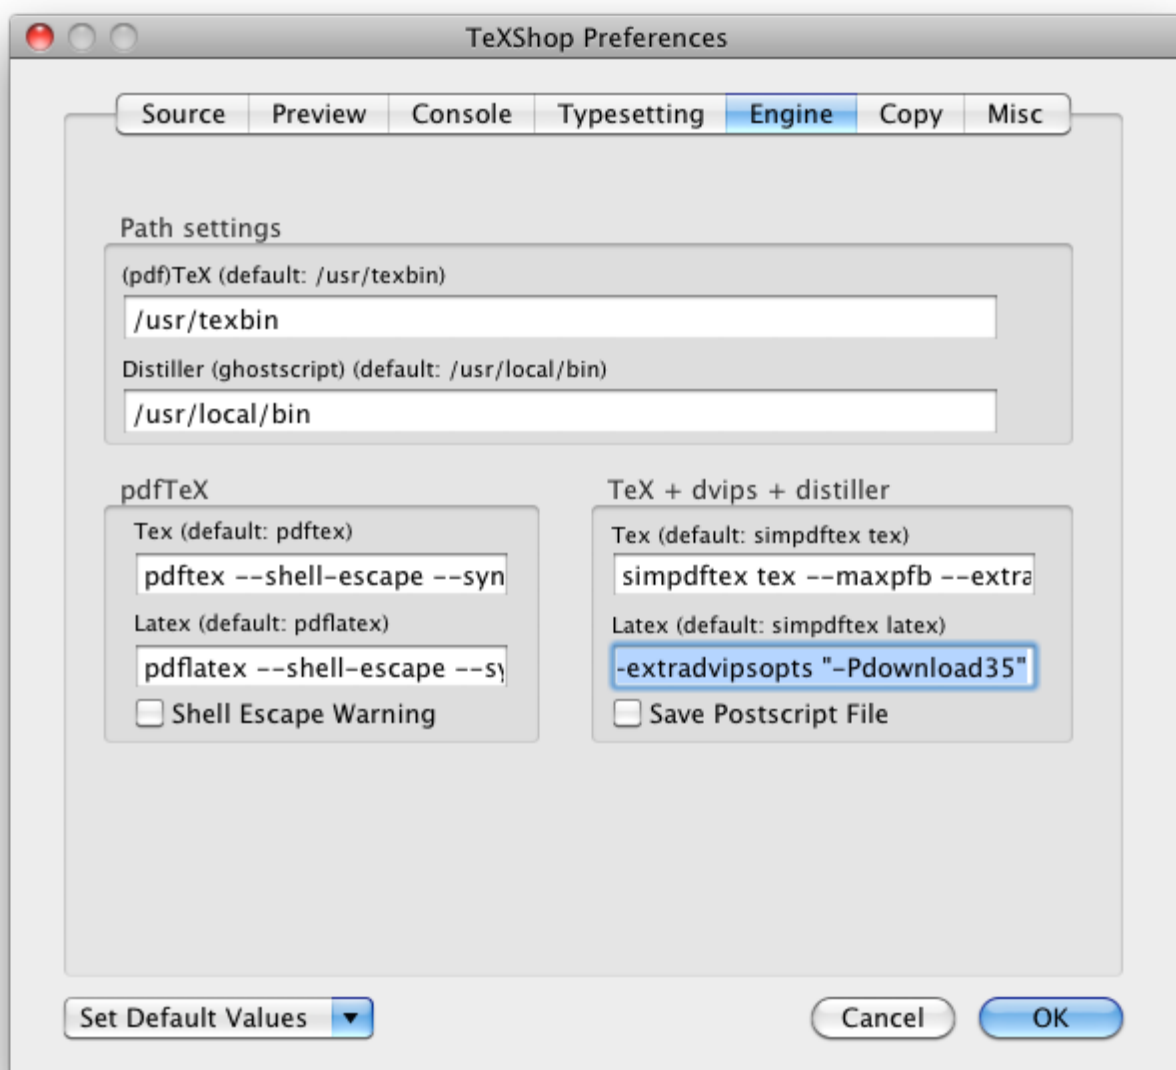 TeXShop Preferences
Source Preview Console Typesetting Engine Copy Misc
Path settings
(pdf)TeX (default: /usr/texbin)
/usr/texbin
Distiller (ghostscript) (default: /usr/local/bin)
/usr/local/bin
pdfTeX
Tex (default: pdftex)
pdftex --shell-escape --syn
Latex (default: pdflatex)
pdflatex --shell-escape --sy
Shell Escape Warning
TeX + dvips + distiller
Tex (default: simpdftex tex)
simpdftex tex --maxpfb --extra
Latex (default: simpdftex latex)
-extradvipsopts "-Pdownload35"
Save Postscript File
Set Default Values
Cancel
OK